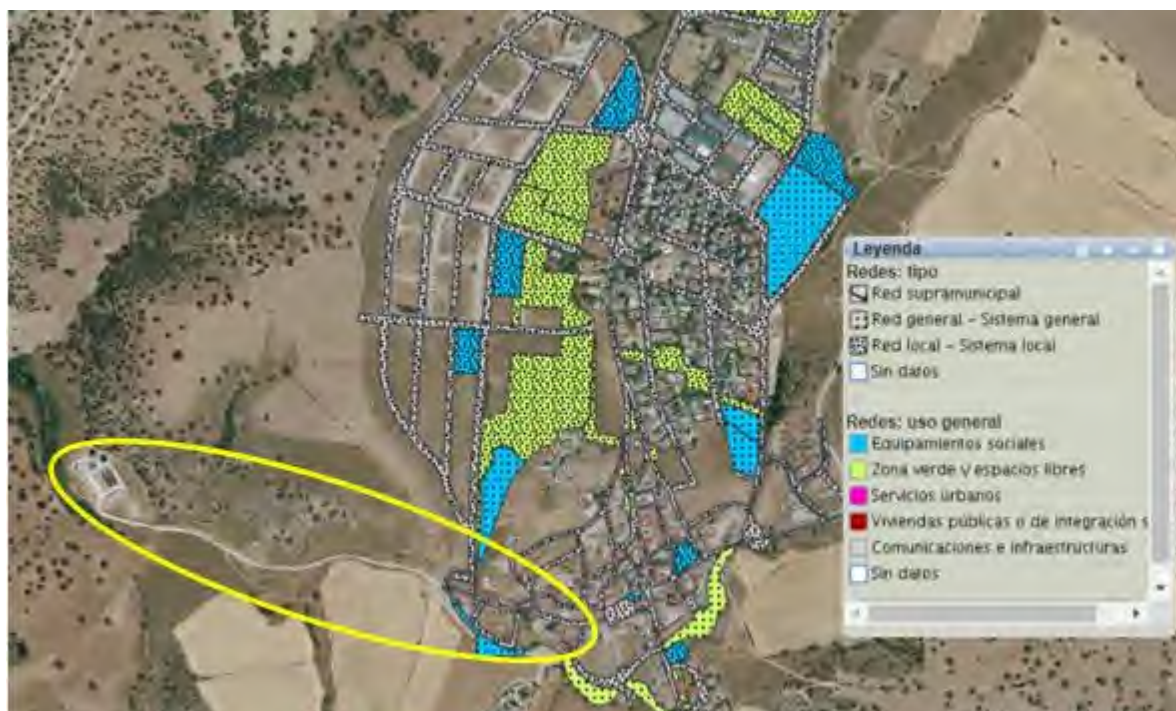 Leyenda
Redes: tipo
Red supramunicipal
Red general - Sistema general
Red local - Sistema local
Sin datos
Redes: uso general
Equipamientos sociales
Zona verde y espacios libres
Servicios urbanos
Viviendas públicas o de integración s
Comunicaciones e infraestructuras
Sin datos